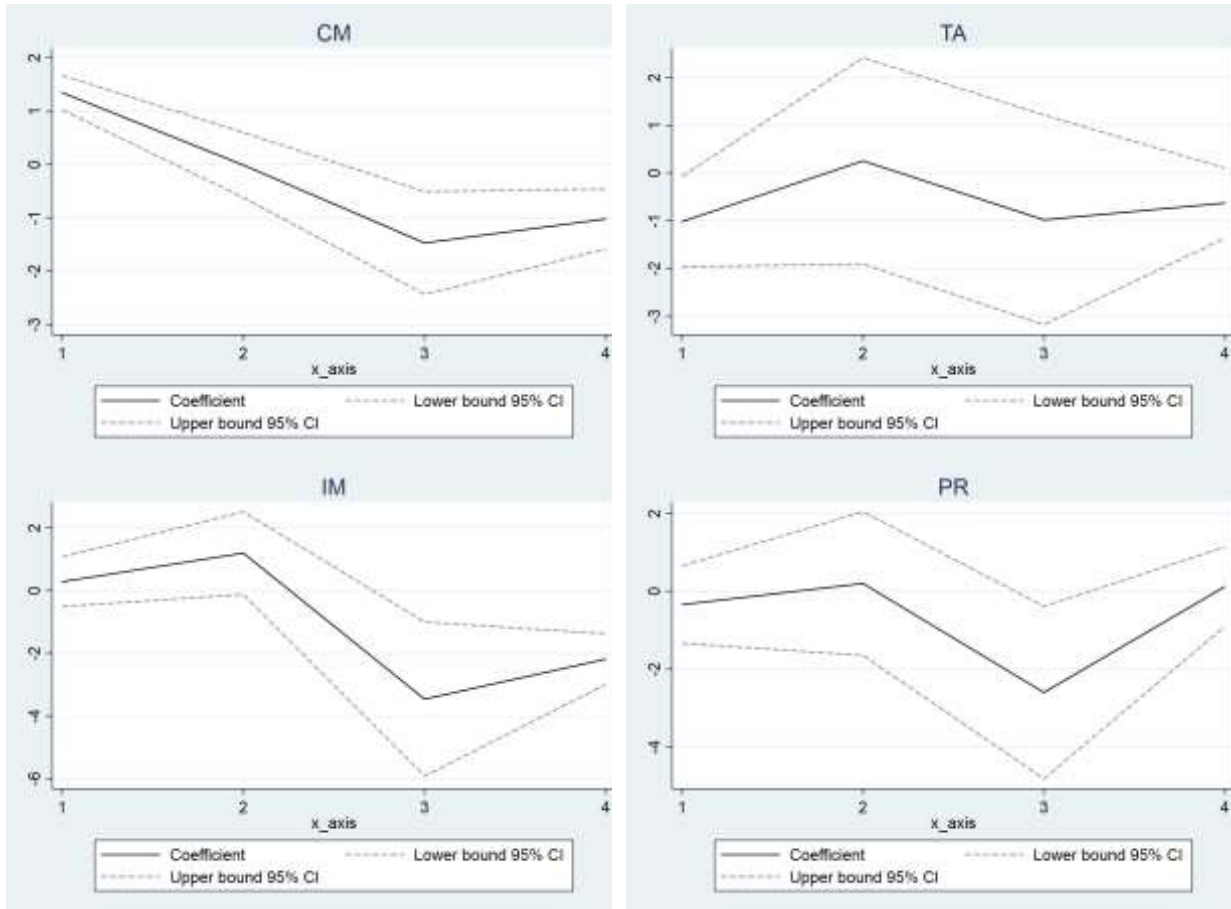 CM
2
1
0
-1
-2
-3
1 2 3 4
x_axis
Coefficient Lower bound 95% CI
Upper bound 95% CI
TA
2
1
0
-1
-2
-3
1 2 3 4
x_axis
Coefficient Lower bound 95% CI
Upper bound 95% CI
IM
2
0
-2
-4
-6
1 2 3 4
x_axis
Coefficient Lower bound 95% CI
Upper bound 95% CI
PR
2
0
-2
-4
1 2 3 4
x_axis
Coefficient Lower bound 95% CI
Upper bound 95% CI